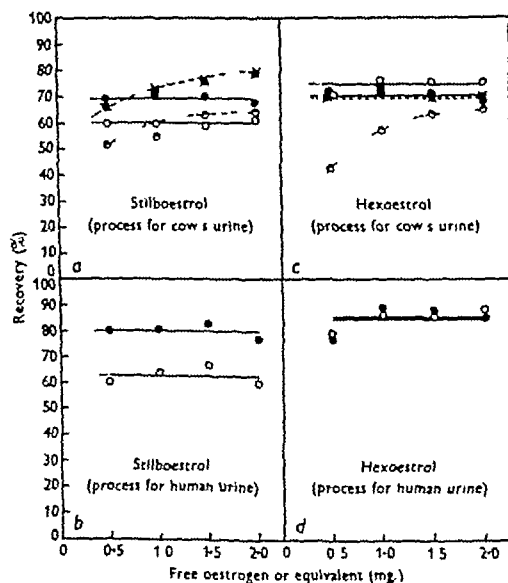 100
90
80
70
60
50
40
30
20
10
0
Stilboestrol
(process for cow s urine)
a
Hexoestrol
(process for cow s urine)
c
Recovery (%)
100
90
80
70
60
50
40
30
20
10
0
Stilboestrol
(process for human urine)
b
Hexoestrol
(process for human urine)
d
0 0·5 1·0 1·5 2·0 0 0 5 1·0 1·5 2·0
Free oestrogen or equivalent (mg.)